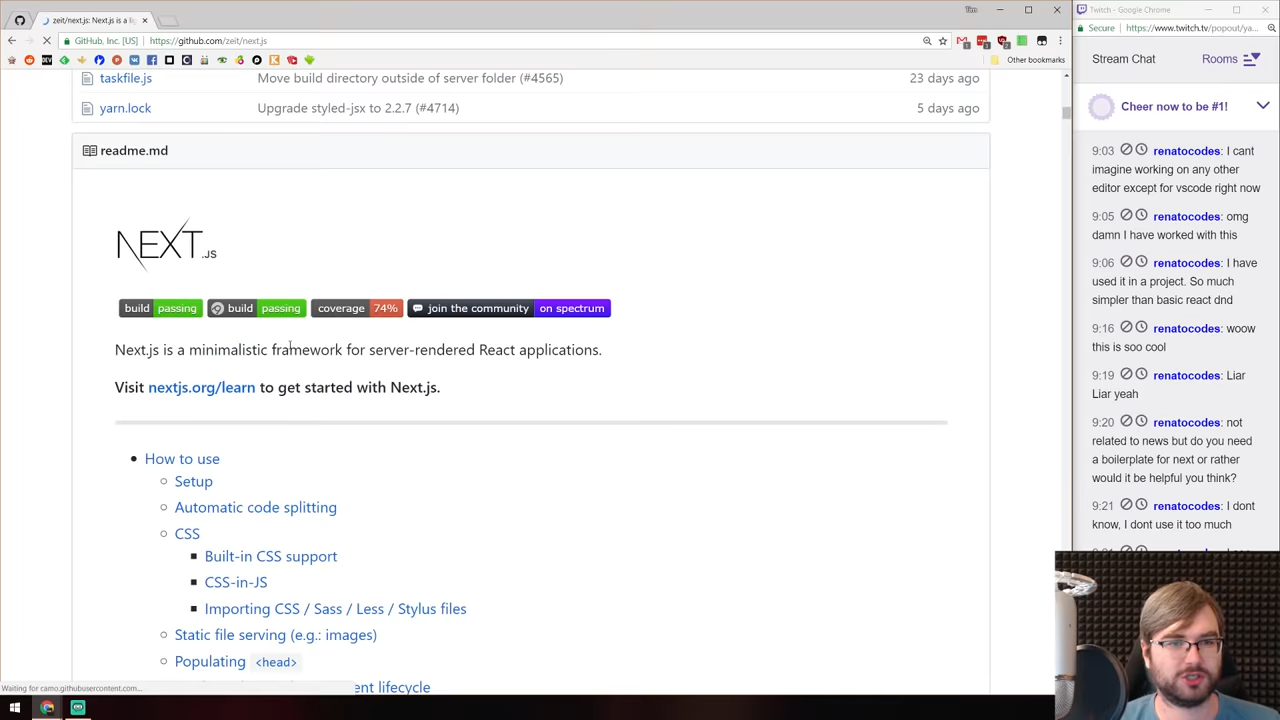 zeit/next.js: Next.js is a lig
Tim
GitHub, Inc. [US]
https://github.com/zeit/next.js
Other bookmarks
taskfile.js
Move build directory outside of server folder (#4565)
23 days ago
yarn.lock
Upgrade styled-jsx to 2.2.7 (#4714)
5 days ago
readme.md
NEXT.JS
build passing
build passing
coverage 74%
join the community on spectrum
Next.js is a minimalistic framework for server-rendered React applications.
Visit nextjs.org/learn to get started with Next.js.
How to use
Setup
Automatic code splitting
CSS
Built-in CSS support
CSS-in-JS
Importing CSS / Sass / Less / Stylus files
Static file serving (e.g.: images)
Populating <head>
ent lifecycle
Waiting for camo.githubusercontent.com...
Twitch - Google Chrome
Secure
https://www.twitch.tv/popout/ya...
Stream Chat
Rooms
Cheer now to be #1!
9:03 renatocodes: I cant
imagine working on any other
editor except for vscode right now
9:05 renatocodes: omg
damn I have worked with this
9:06 renatocodes: I have
used it in a project. So much
simpler than basic react dnd
9:16 renatocodes: woow
this is soo cool
9:19 renatocodes: Liar
Liar yeah
9:20 renatocodes: not
related to news but do you need
a boilerplate for next or rather
would it be helpful you think?
9:21 renatocodes: I dont
know, I dont use it too much